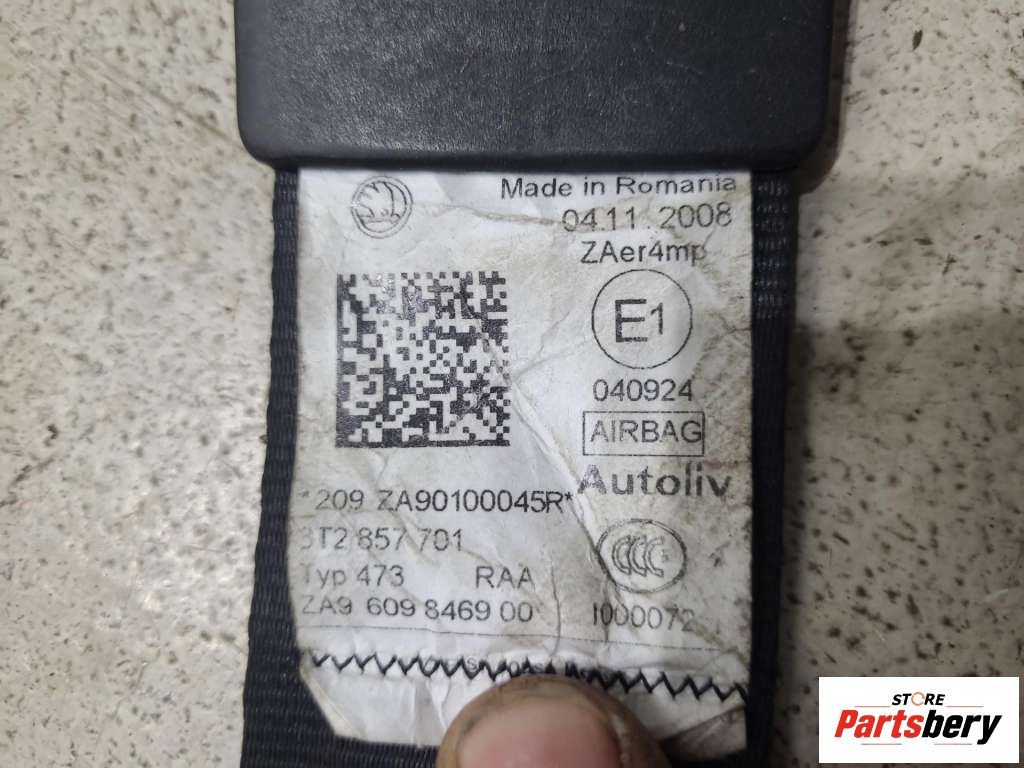 Made in Romania
04.11.2008
ZAer4mp
E1
040924
AIRBAG
Autoliv
*209 ZA90100045R*
3T2 857 701
CCC
Typ 473 RAA
ZA9 609 8469 00 I000072
STORE
Partsbery